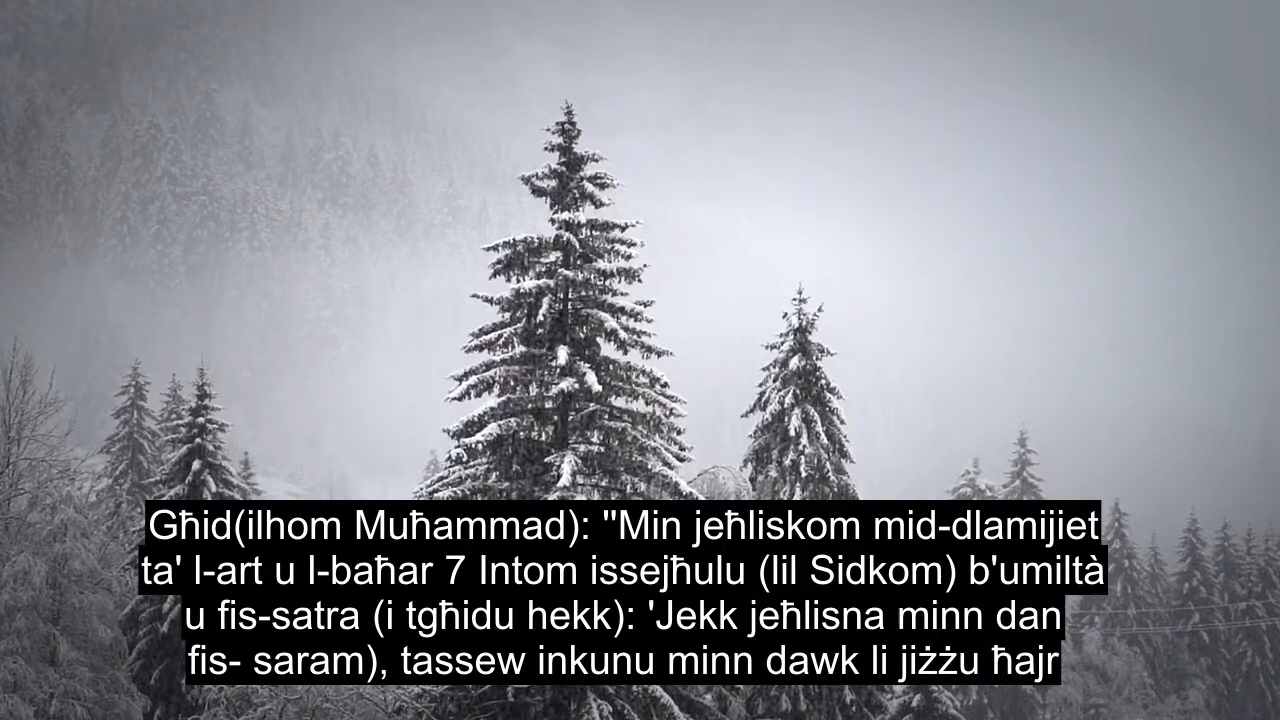 Għid(ilhom Muħammad): "Min jeħliskom mid-dlamijiet
ta' l-art u l-baħar 7 Intom issejħulu (lil Sidkom) b'umiltà
u fis-satra (i tgħidu hekk): 'Jekk jeħlisna minn dan
fis- saram), tassew inkunu minn dawk li jiżżu ħajr